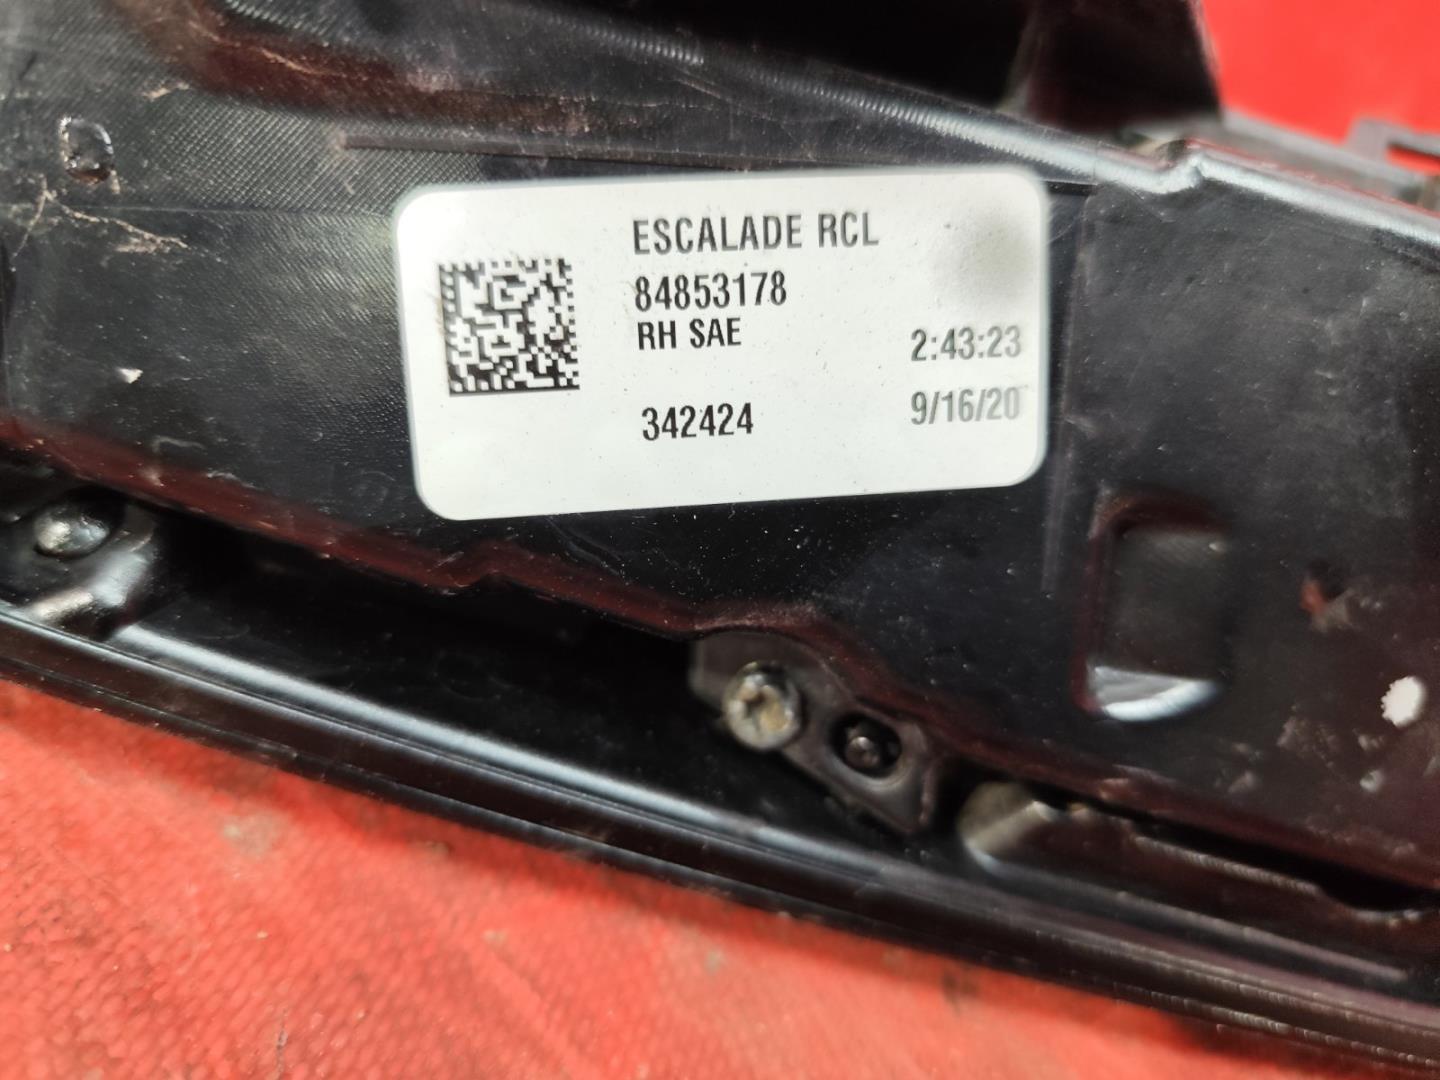 ESCALADE RCL
84853178
RH SAE
2:43:23
342424
9/16/20